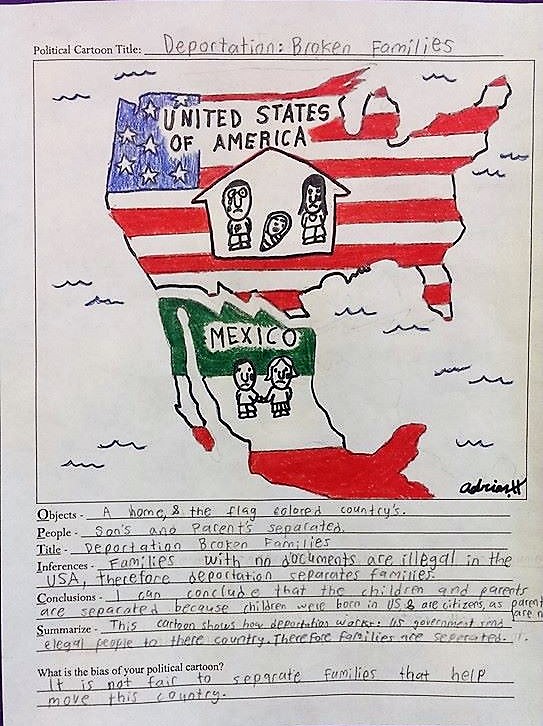 Political Cartoon Title: Deportation: Broken Families
UNITED STATES
OF AMERICA
MEXICO
adrian H
Objects - A home, & the flag colored country's.
People - Son's and Parent's separated.
Title - Deportation Broken Families
Inferences - Families with no documents are illegal in the
USA, therefore deportation separates families.
Conclusions - I can conclude that the children and parents
are separated because children were born in US & are citizens, as parent
are n
Summarize - This cartoon shows how deportation works. US government send
elegal people to there country. Therefore families are seperated.
What is the bias of your political cartoon?
It is not fair to separate families that help
move this country.